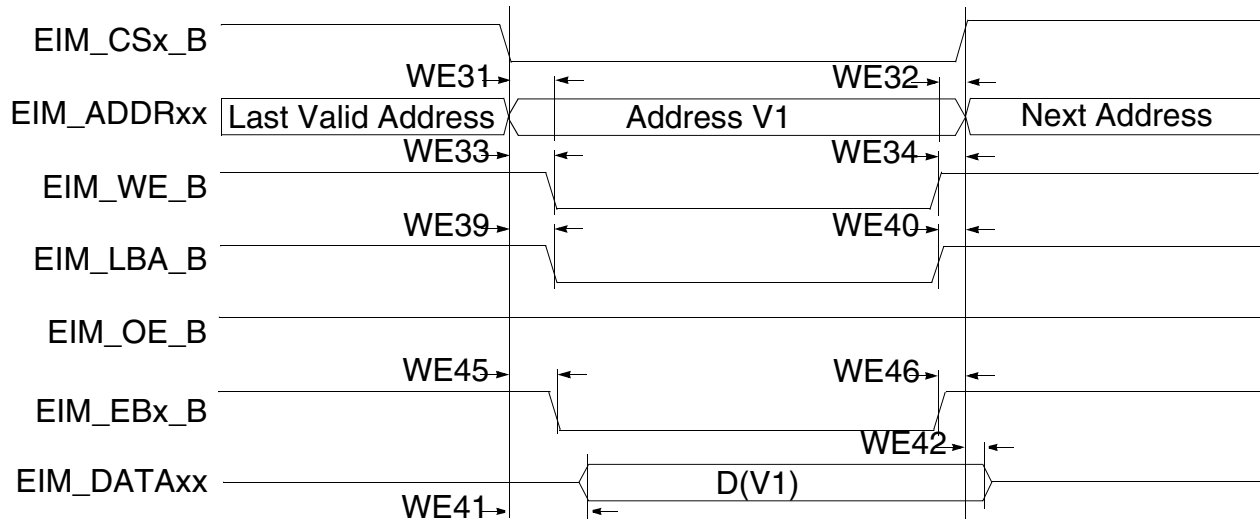 EIM_CSx_B
WE31
WE32
EIM_ADDRxx
Last Valid Address
Address V1
Next Address
WE33
WE34
EIM_WE_B
WE39
WE40
EIM_LBA_B
EIM_OE_B
WE45
WE46
EIM_EBx_B
WE42
EIM_DATAxx
D(V1)
WE41